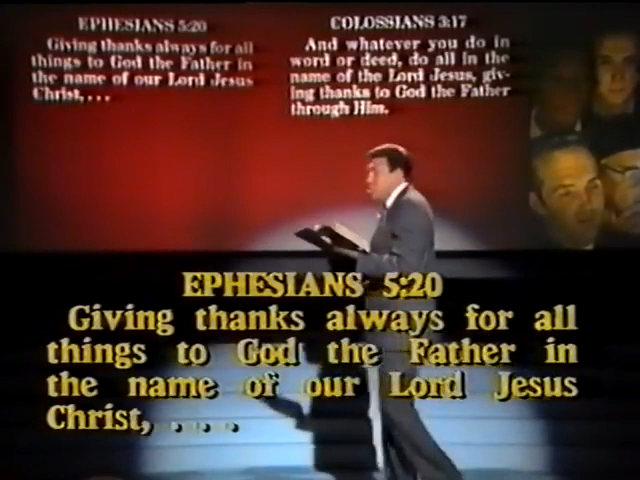 EPHESIANS 5:20
Giving thanks always for all
things to God the Father in
the name of our Lord Jesus
Christ,...
COLOSSIANS 3:17
And whatever you do in
word or deed, do all in the
name of the Lord Jesus, giv-
ing thanks to God the Father
through Him.
EPHESIANS 5:20
Giving thanks always for all
things to God the Father in
the name of our Lord Jesus
Christ, . . . .